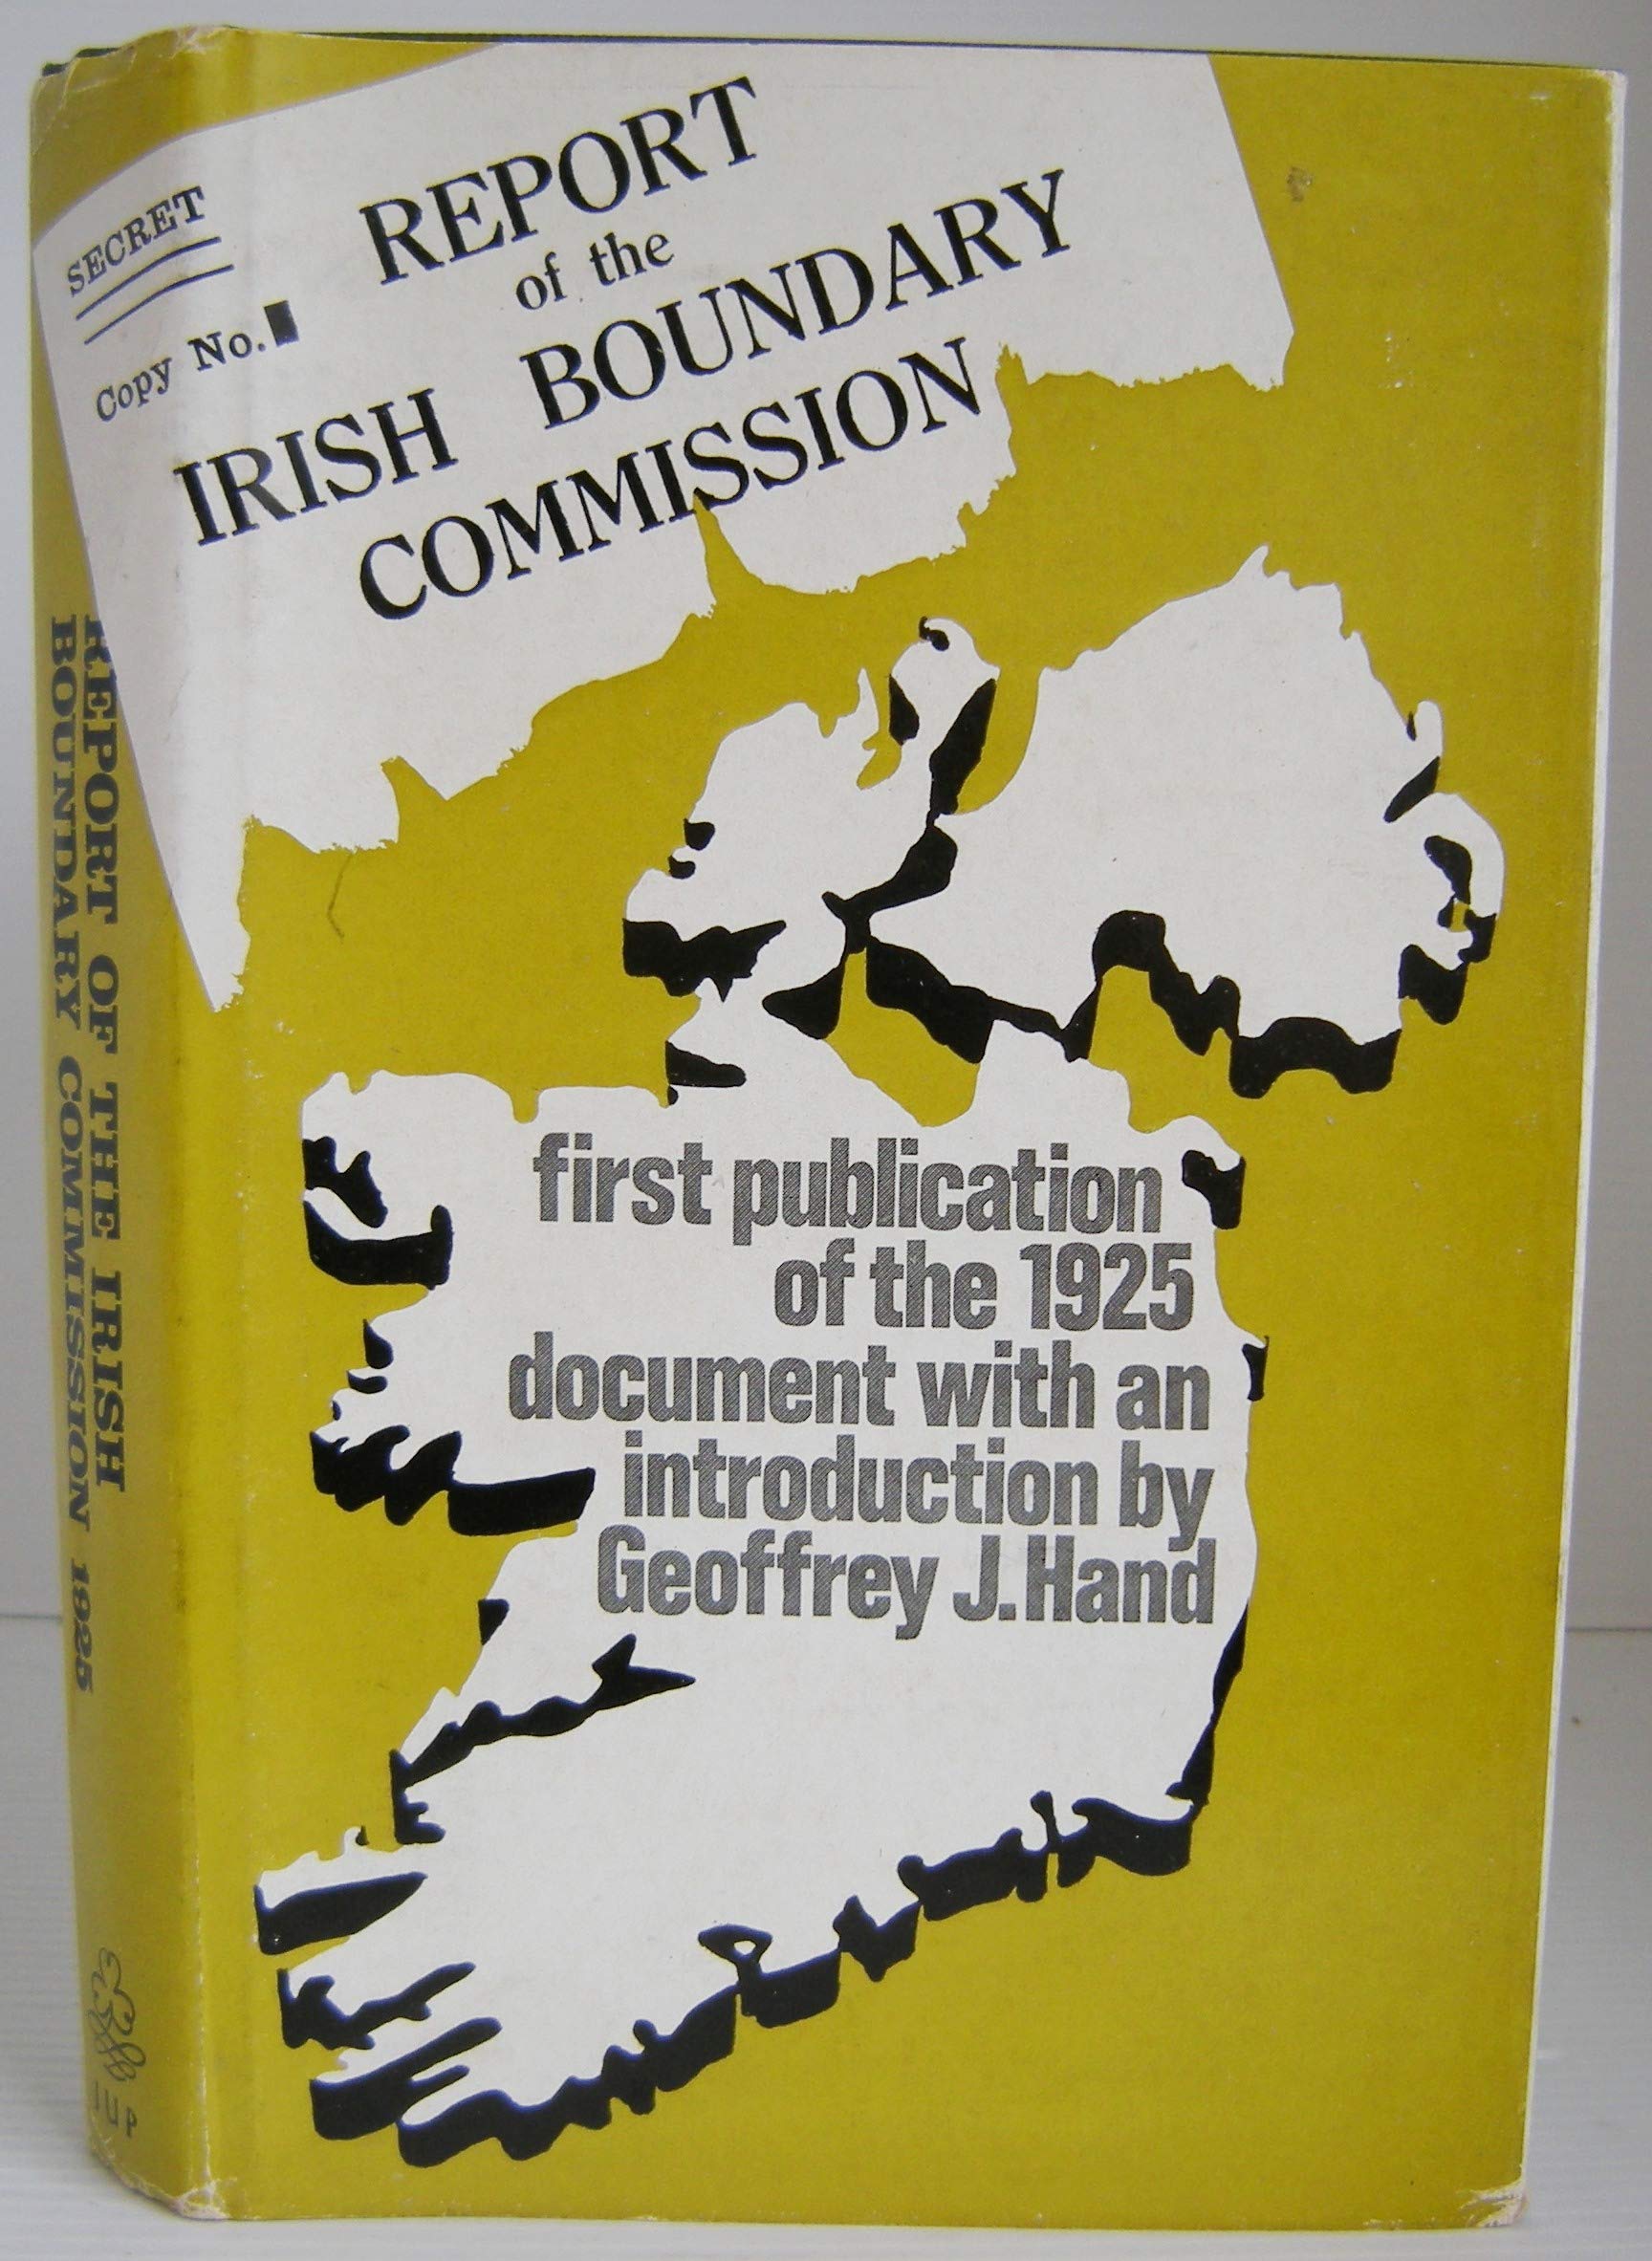 SECRET
Copy No.
REPORT
of the
IRISH BOUNDARY
COMMISSION
first publication
of the 1925
document with an
introduction by
Geoffrey J. Hand
REPORT OF THE IRISH
BOUNDARY COMMISSION 1925
IUP